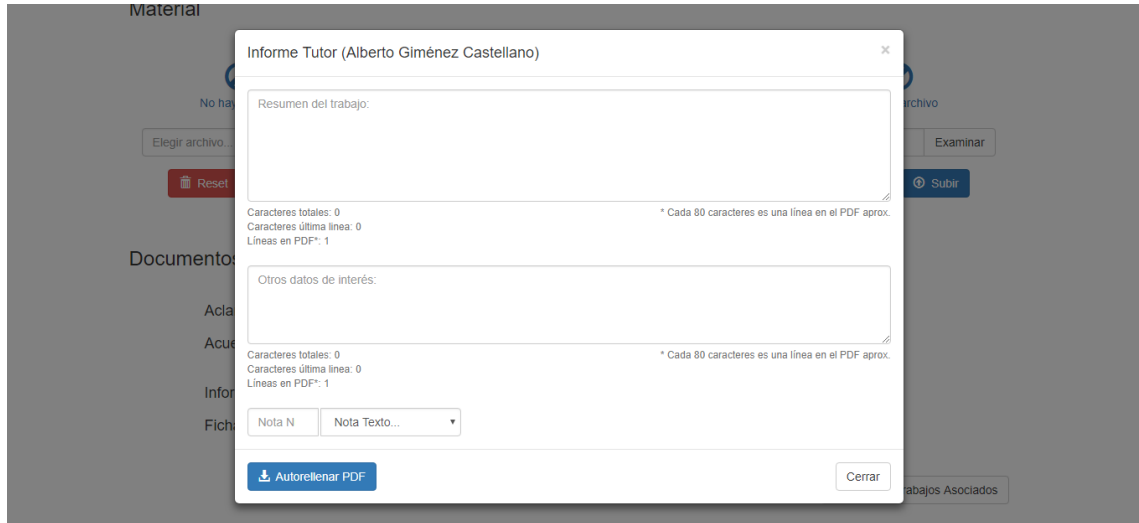 Material
Informe Tutor (Alberto Giménez Castellano)
×
No hay
archivo
Resumen del trabajo:
Elegir archivo...
Examinar
Reset
Subir
Caracteres totales: 0
* Cada 80 caracteres es una línea en el PDF aprox.
Caracteres última linea: 0
Líneas en PDF*: 1
Documentos
Otros datos de interés:
Acla
Acue
Caracteres totales: 0
* Cada 80 caracteres es una línea en el PDF aprox.
Caracteres última linea: 0
Líneas en PDF*: 1
Infor
Ficha
Nota N
Nota Texto...
Autorellenar PDF
Cerrar
rabajos Asociados